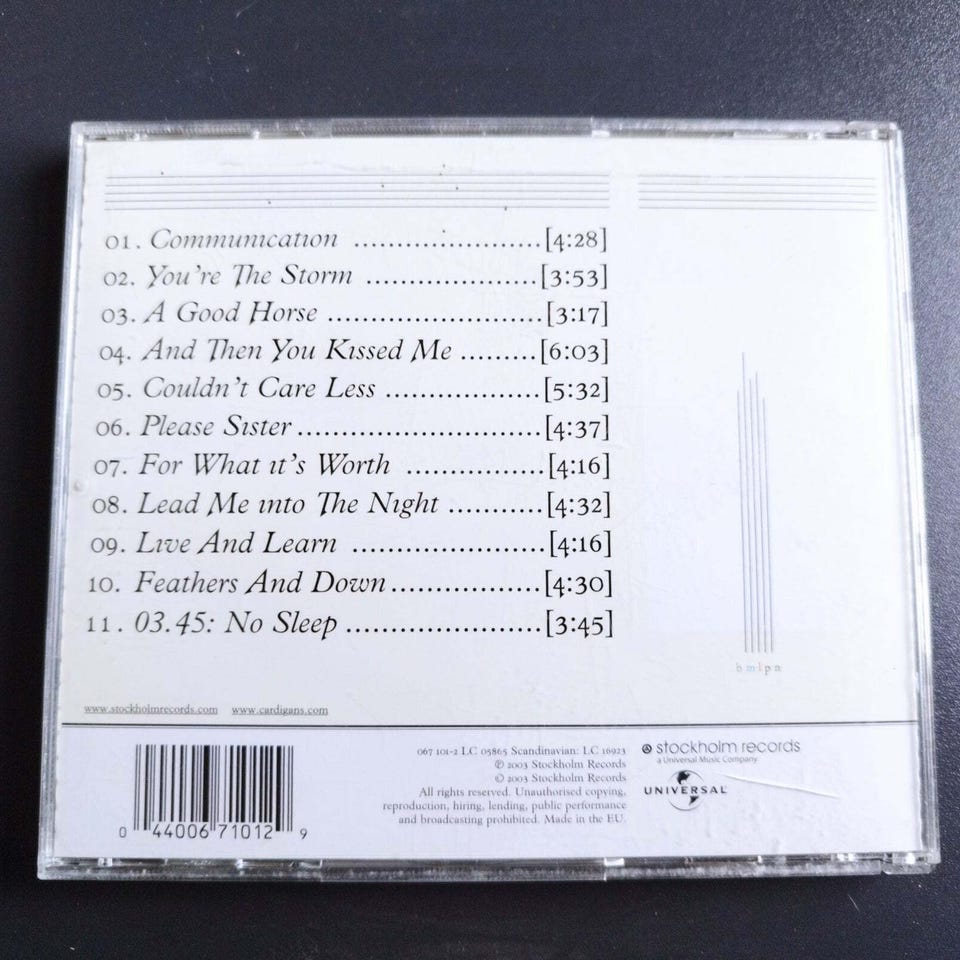 01. Communication ......................[4:28]
02. You're The Storm ....................[3:53]
03. A Good Horse .........................[3:17]
04. And Then You Kissed Me .........[6:03]
05. Couldn't Care Less ..................[5:32]
06. Please Sister............................[4:37]
07. For What it's Worth ................[4:16]
08. Lead Me into The Night ...........[4:32]
09. Live And Learn ......................[4:16]
10. Feathers And Down..................[4:30]
11. 03.45: No Sleep .......................[3:45]
b m l p n
www.stockholmrecords.com www.cardigans.com
067 101-2 LC 05865 Scandinavian: LC 16923
℗ 2003 Stockholm Records
© 2003 Stockholm Records
All rights reserved. Unauthorised copying,
reproduction, hiring, lending, public performance
and broadcasting prohibited. Made in the EU.
stockholm records
a Universal Music Company
UNIVERSAL
0 44006 71012 9